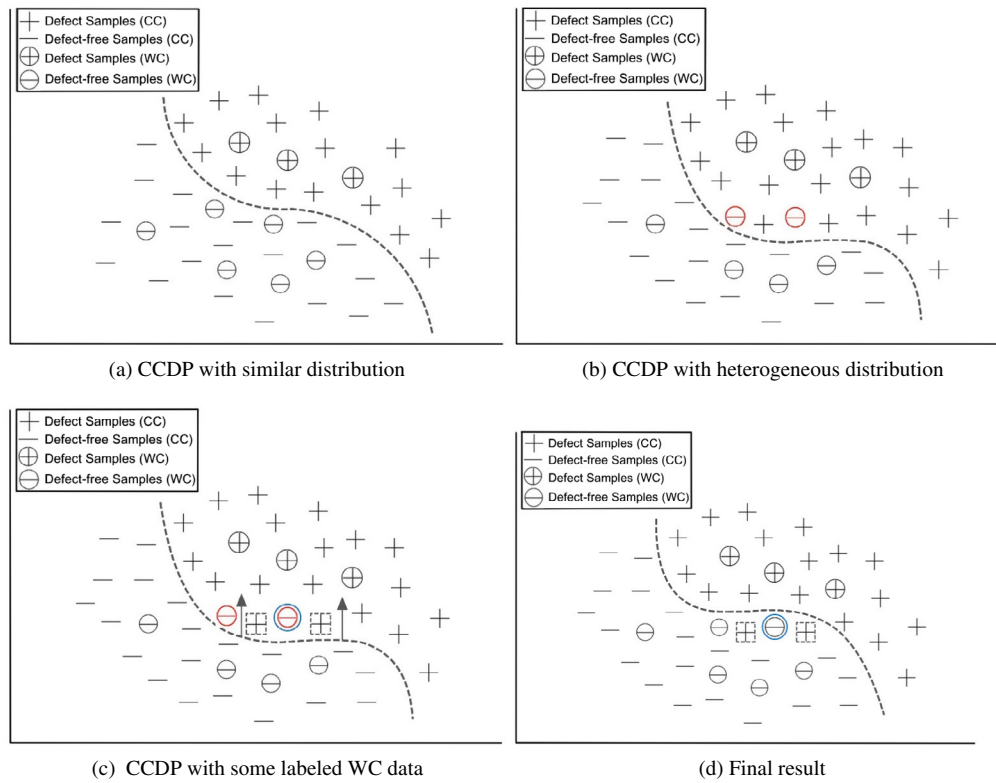 Defect Samples (CC)
Defect-free Samples (CC)
Defect Samples (WC)
Defect-free Samples (WC)
(a) CCDP with similar distribution
Defect Samples (CC)
Defect-free Samples (CC)
Defect Samples (WC)
Defect-free Samples (WC)
(b) CCDP with heterogeneous distribution
Defect Samples (CC)
Defect-free Samples (CC)
Defect Samples (WC)
Defect-free Samples (WC)
(c) CCDP with some labeled WC data
Defect Samples (CC)
Defect-free Samples (CC)
Defect Samples (WC)
Defect-free Samples (WC)
(d) Final result